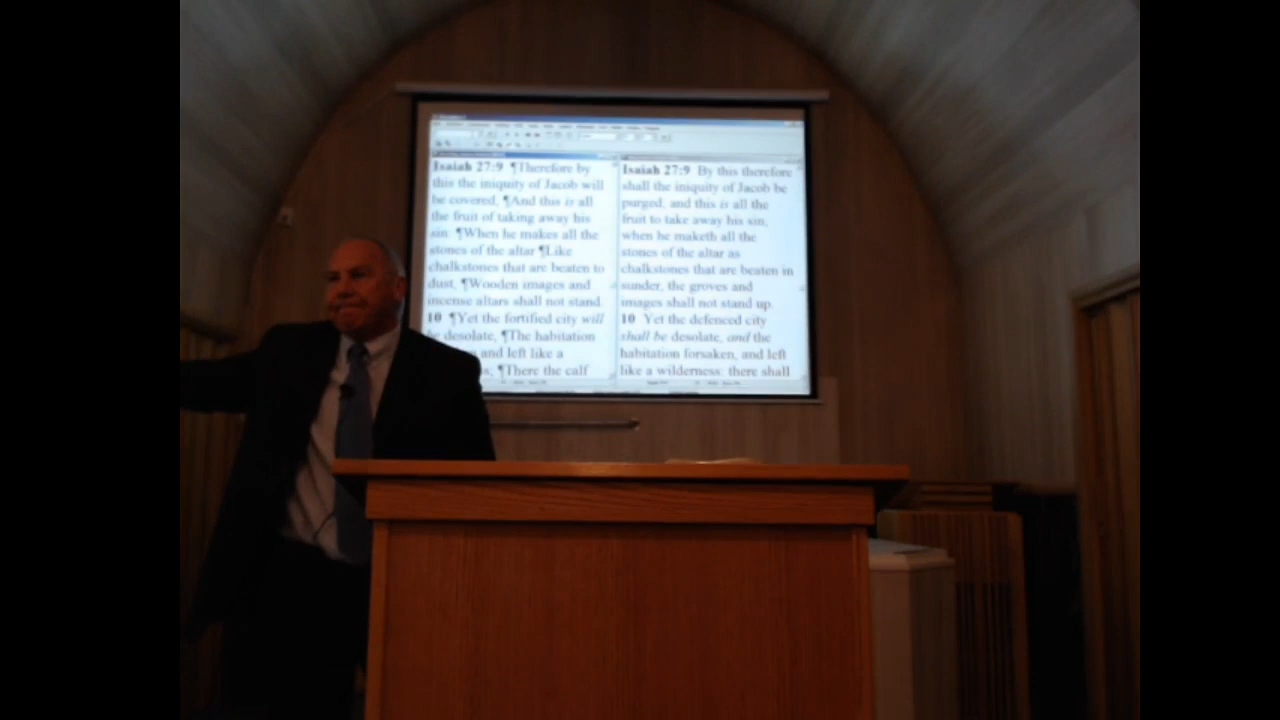 Isaiah 27:9 ¶Therefore by
this the iniquity of Jacob will
be covered, ¶And this is all
the fruit of taking away his
sin: ¶When he makes all the
stones of the altar ¶Like
chalkstones that are beaten to
dust, ¶Wooden images and
incense altars shall not stand.
10 ¶Yet the fortified city will
be desolate, ¶The habitation
and left like a
¶There the calf
Isaiah 27:9 By this therefore
shall the iniquity of Jacob be
purged, and this is all the
fruit to take away his sin;
when he maketh all the
stones of the altar as
chalkstones that are beaten in
sunder, the groves and
images shall not stand up.
10 Yet the defenced city
shall be desolate, and the
habitation forsaken, and left
like a wilderness: there shall